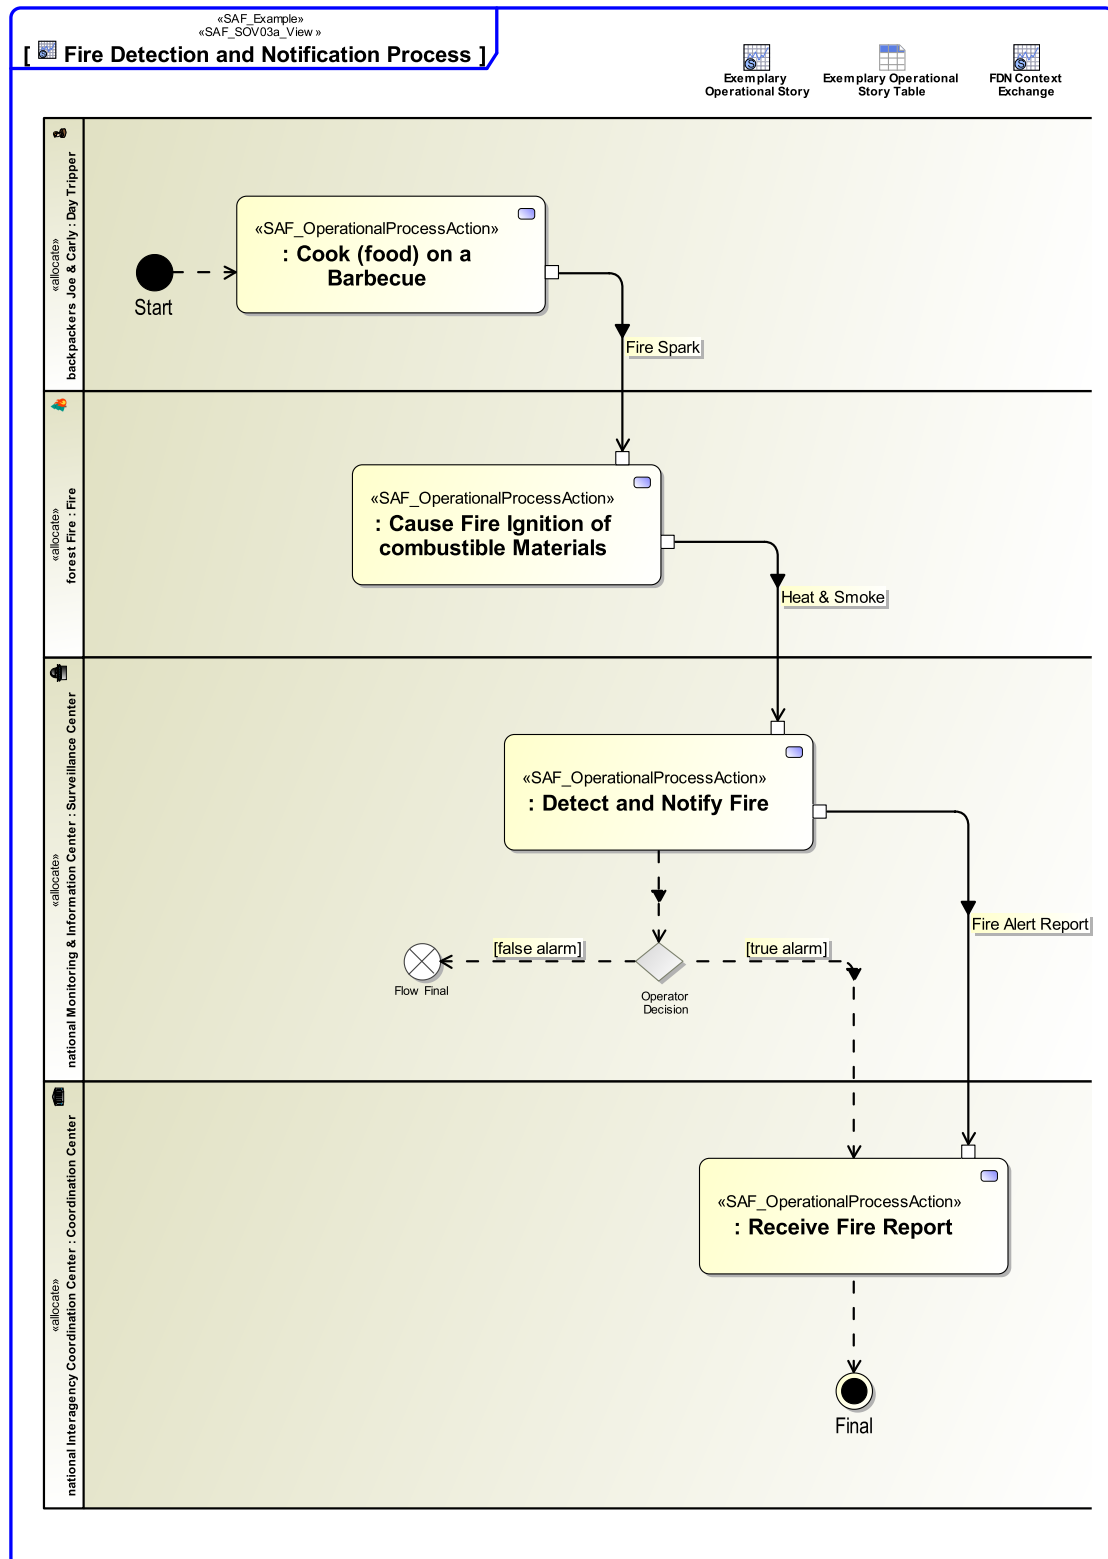 «SAF_Example»
«SAF_SOV03a_View »
[ Fire Detection and Notification Process ]
Exemplary
Operational Story
Exemplary Operational
Story Table
FDN Context
Exchange
«allocate»
backpackers Joe & Carly : Day Tripper
Start
«SAF_OperationalProcessAction»
: Cook (food) on a
Barbecue
Fire Spark
«allocate»
forest Fire : Fire
«SAF_OperationalProcessAction»
: Cause Fire Ignition of
combustible Materials
Heat & Smoke
«allocate»
national Monitoring & Information Center : Surveillance Center
«SAF_OperationalProcessAction»
: Detect and Notify Fire
Fire Alert Report
[false alarm]
[true alarm]
Flow Final
Operator
Decision
«allocate»
national Interagency Coordination Center : Coordination Center
«SAF_OperationalProcessAction»
: Receive Fire Report
Final